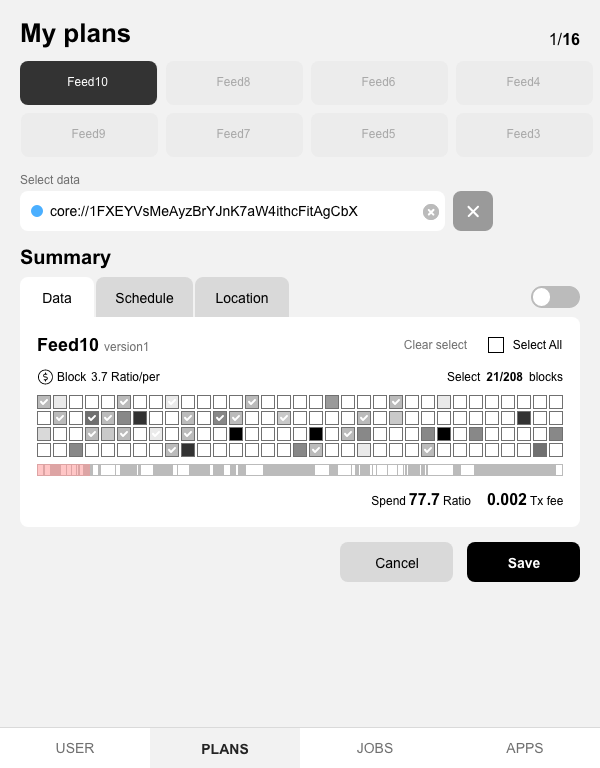 My plans
1/16
Feed10
Feed8
Feed6
Feed4
Feed9
Feed7
Feed5
Feed3
Select data
core://1FXEYVsMeAyzBrYJnK7aW4ithcFitAgCbX
Summary
Data
Schedule
Location
Feed10 version1
Clear select
Select All
Block 3.7 Ratio/per
Select 21/208 blocks
Spend 77.7 Ratio 0.002 Tx fee
Cancel
Save
USER
PLANS
JOBS
APPS